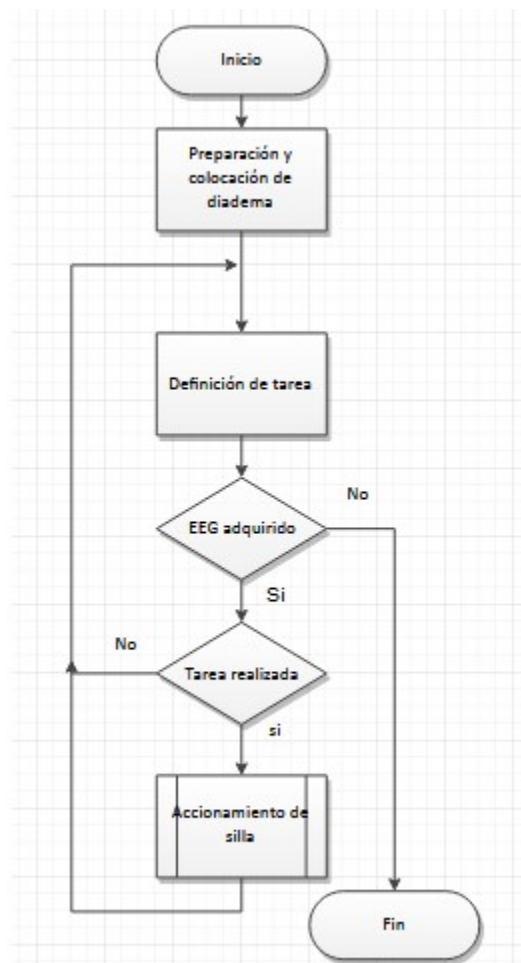 Inicio
Preparación y
colocación de
diadema
Definición de tarea
No
EEG adquirido
Si
No
Tarea realizada
si
Accionamiento de
silla
Fin